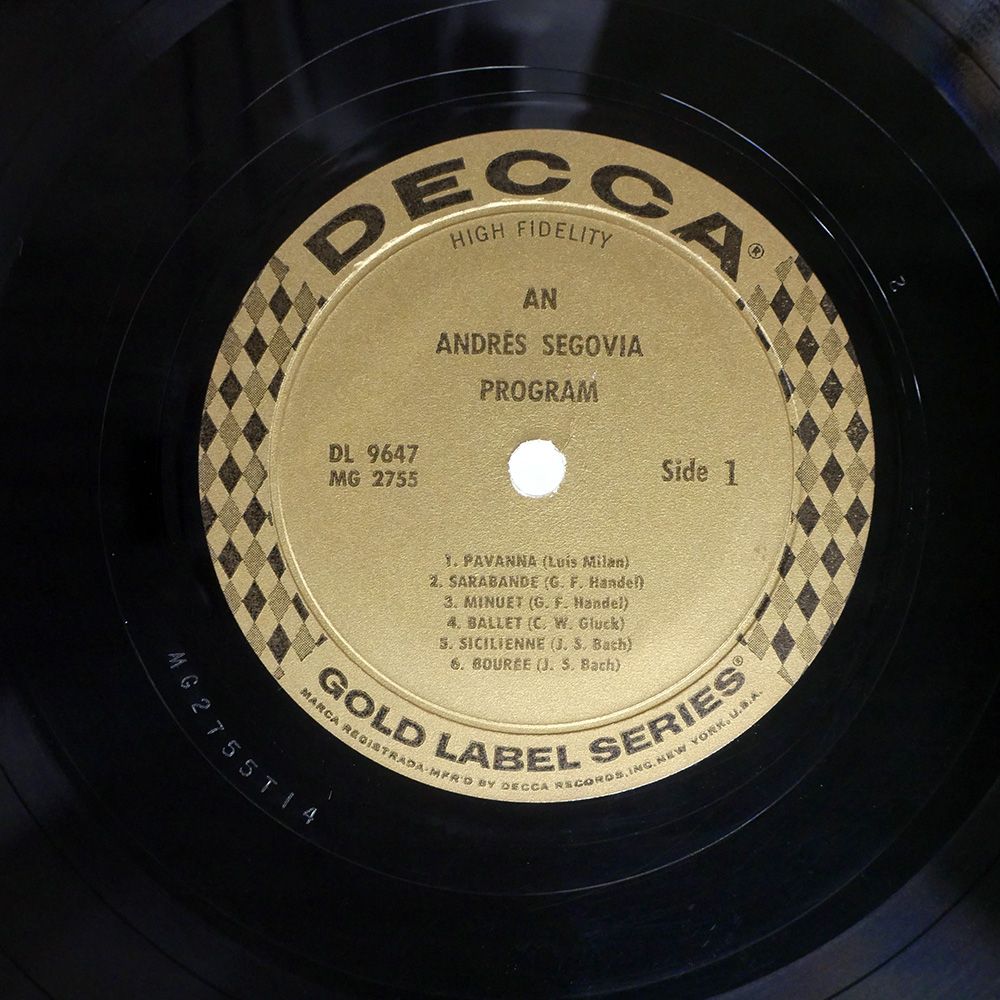 DECCA®
HIGH FIDELITY
AN
ANDRÉS SEGOVIA
PROGRAM
DL 9647
MG 2755
Side 1
1. PAVANNA (Luis Milan)
2. SARABANDE (G. F. Handel)
3. MINUET (G. F. Handel)
4. BALLET (C. W. Gluck)
5. SICILIENNE (J. S. Bach)
6. BOURÉE (J. S. Bach)
GOLD LABEL SERIES®
MARCA REGISTRADA·MFR'D BY DECCA RECORDS, INC. NEW YORK, U.S.A.
MG2755T14
2